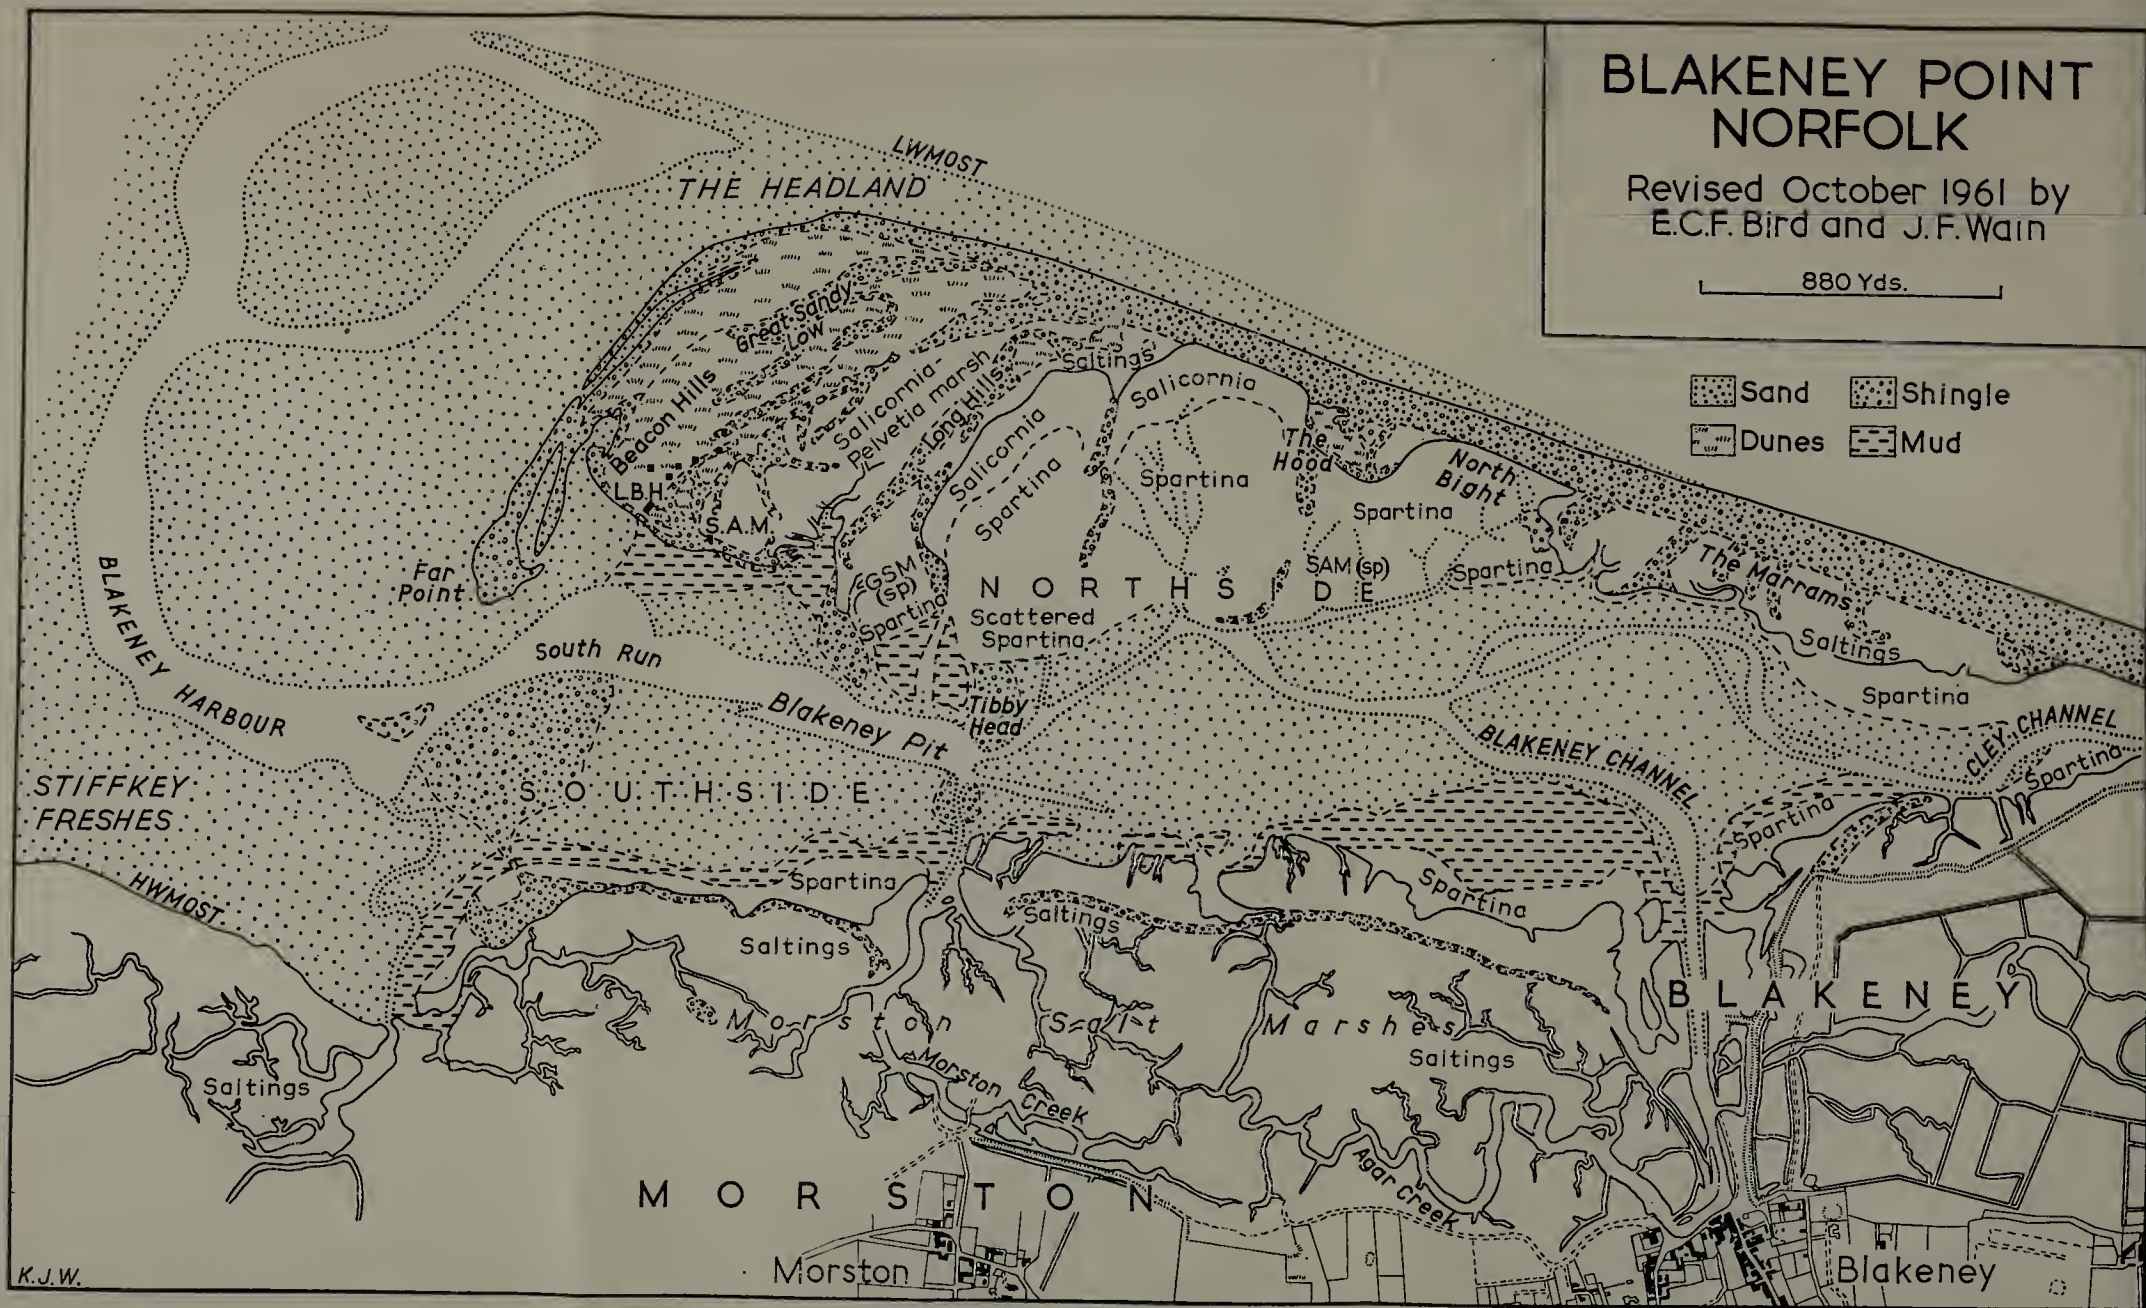 BLAKENEY POINT
NORFOLK
Revised October 1961 by
E.C.F. Bird and J.F. Wain
880 Yds.
Sand
Shingle
Dunes
Mud
LWMOST
THE HEADLAND
Great Sandy
Low
Beacon Hills
Salicornia-
Pelvetia marsh
Long Hills
Saltings
Salicornia
Salicornia
Spartina
Spartina
The
Hood
North
Bight
Spartina
L.B.H.
S.A.M.
Far
Point
GSM
(sp)
Spartina
NORTHSIDE
SAM (sp)
Spartina
The Marrams
Scattered
Spartina
Saltings
Spartina
BLAKENEY HARBOUR
South Run
Tibby
Head
Blakeney Pit
BLAKENEY CHANNEL
CLEY CHANNEL
Spartina
STIFFKEY
FRESHES
SOUTHSIDE
Spartina
HWMOST
Spartina
Spartina
Saltings
Saltings
BLAKENEY
Morston Salt Marshes
Saltings
Saltings
Morston
Creek
Agar Creek
MORSTON
Morston
Blakeney
K.J.W.